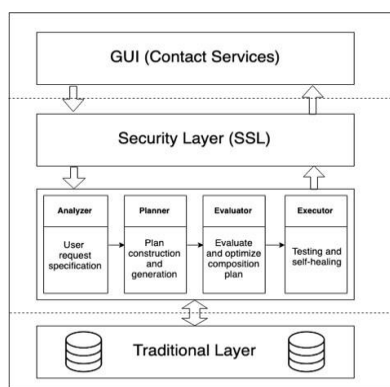 GUI (Contact Services)
Security Layer (SSL)
Analyzer
User
request
specification
Planner
Plan
construction
and
generation
Evaluator
Evaluate
and optimize
composition
plan
Executor
Testing and
self-healing
Traditional Layer